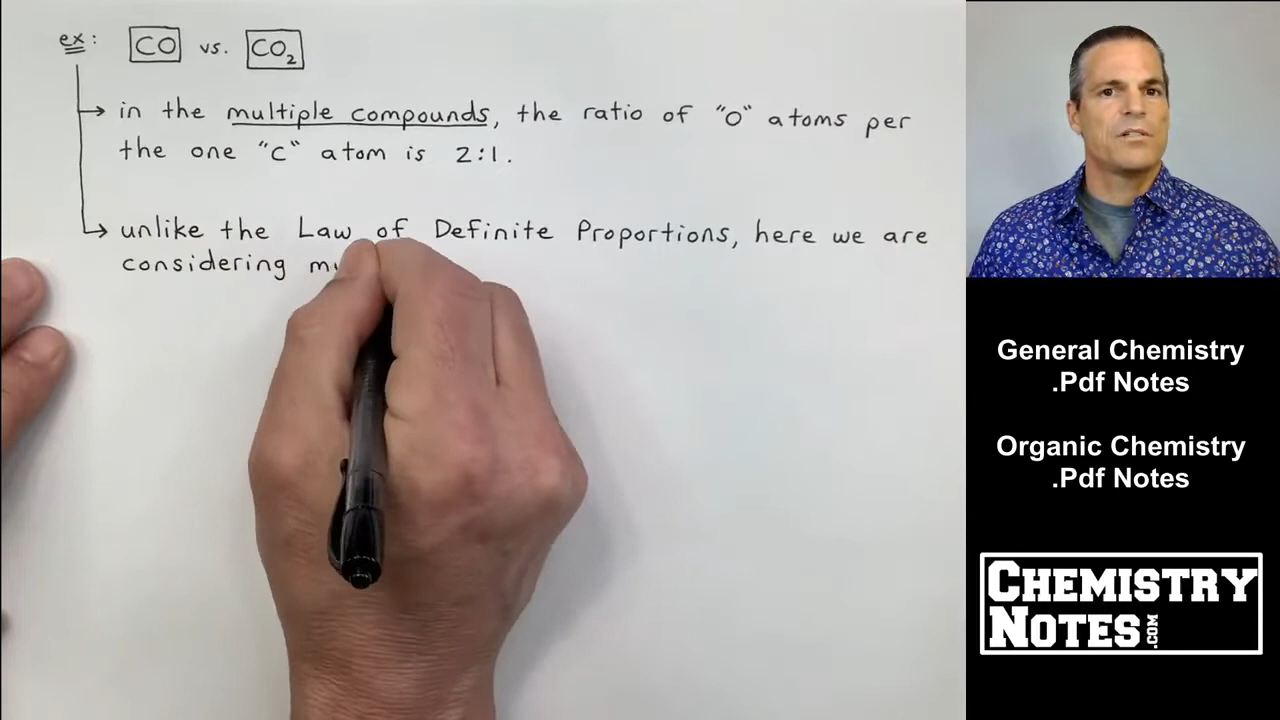 ex: CO vs. CO₂
in the multiple compounds, the ratio of "O" atoms per
the one "C" atom is 2:1.
unlike the Law of Definite Proportions, here we are
considering mu
General Chemistry
.Pdf Notes
Organic Chemistry
.Pdf Notes
CHEMISTRY
NOTES.COM